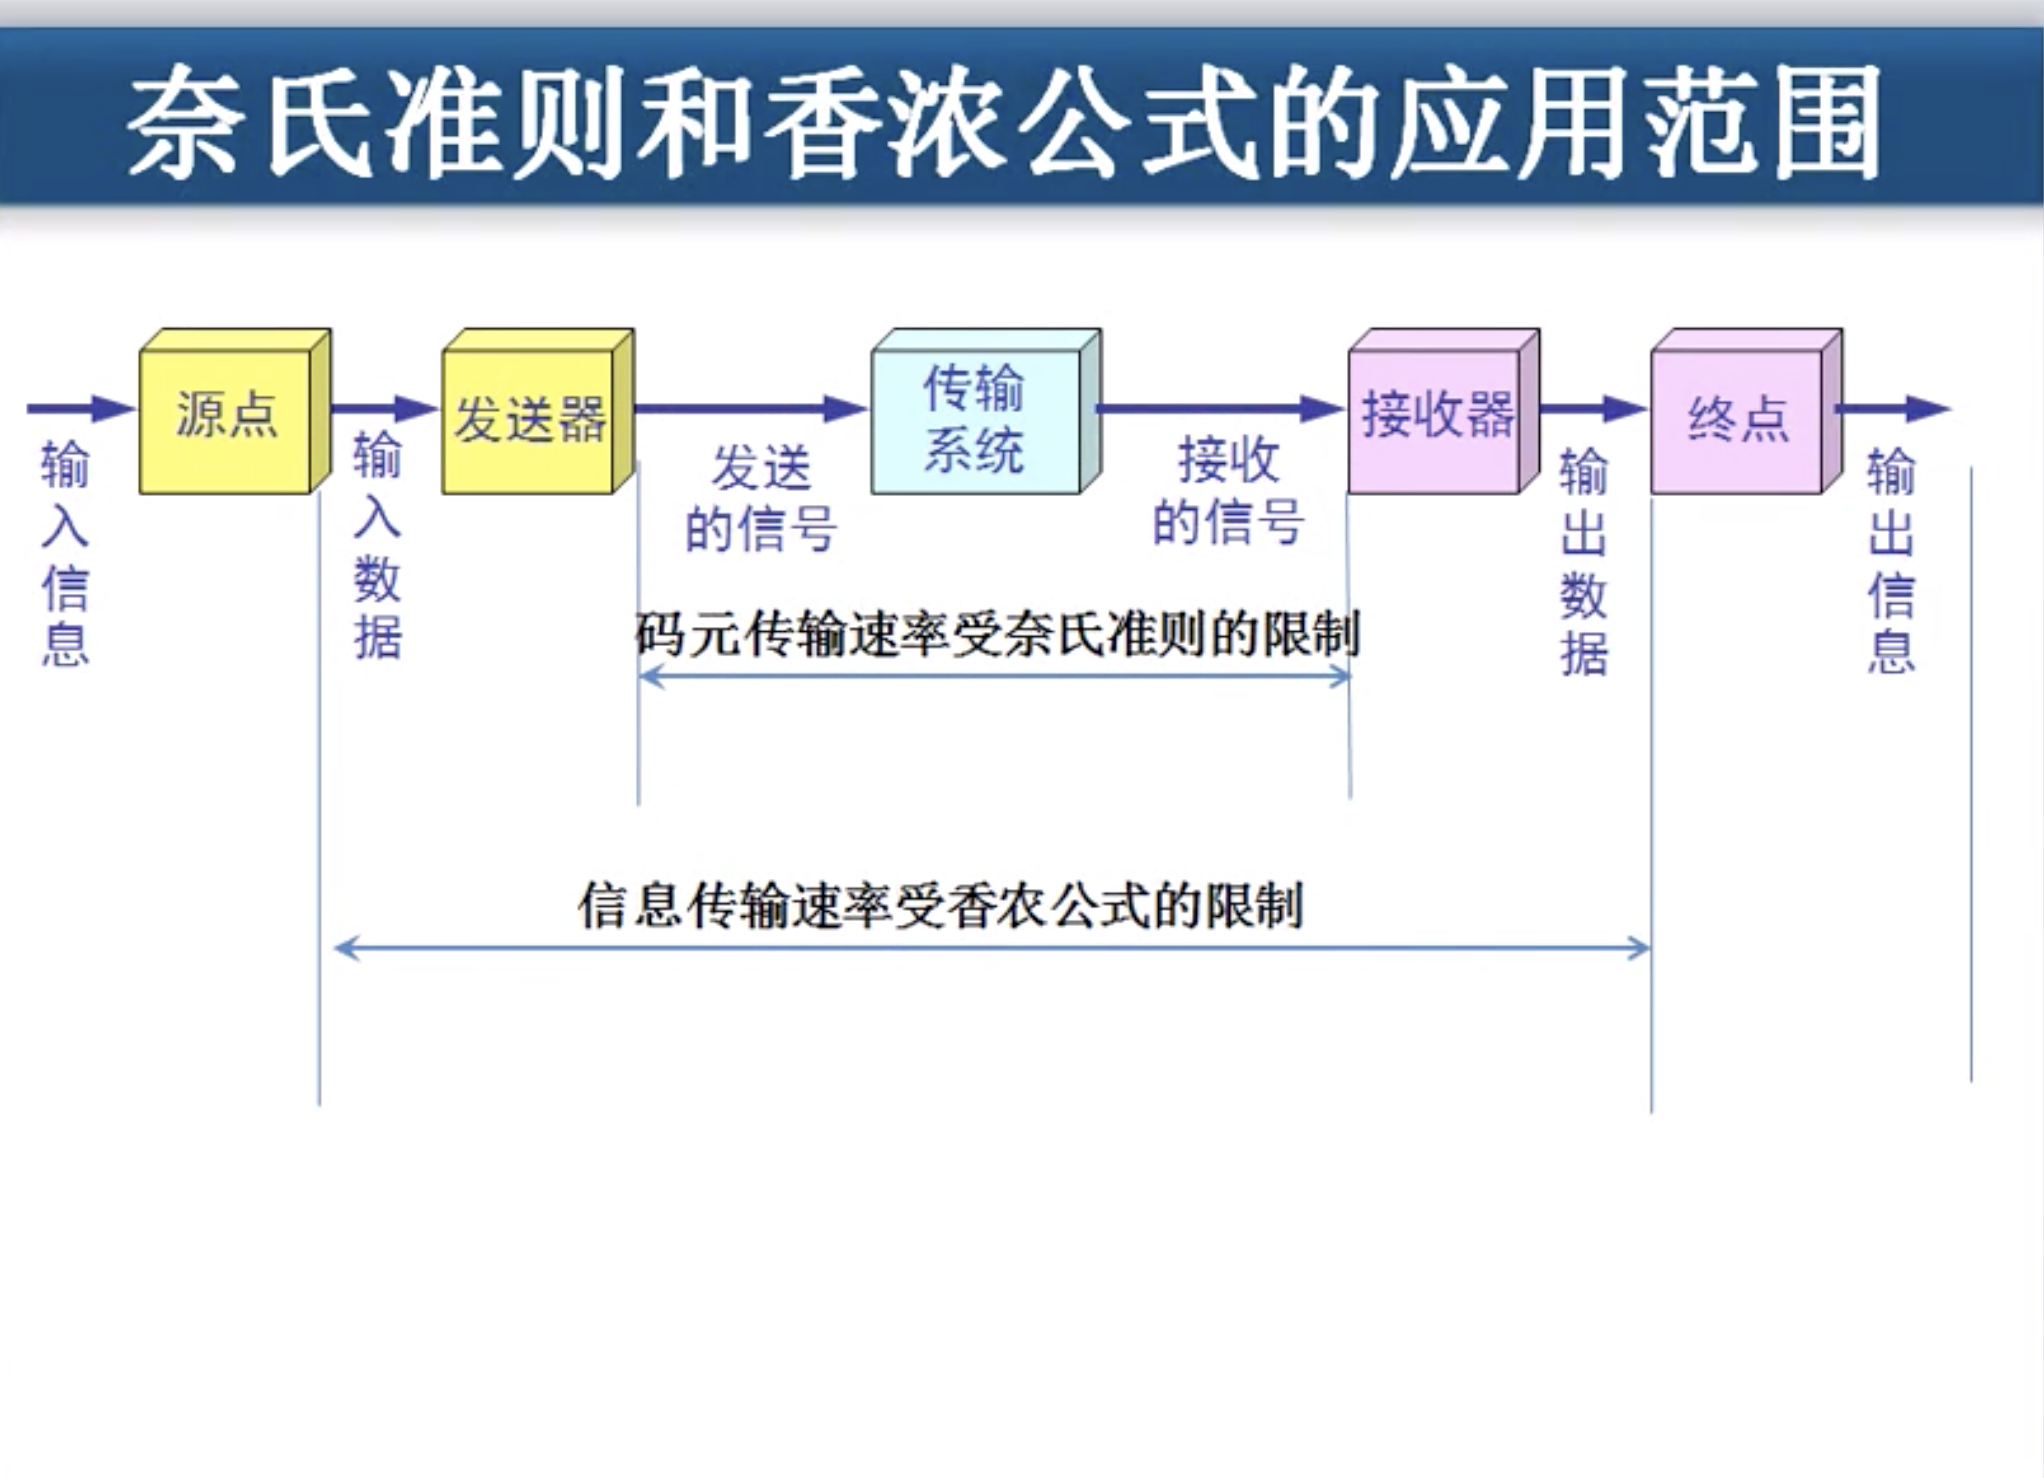 奈氏准则和香浓公式的应用范围
源点
发送器
传输
系统
接收器
终点
输入信息
输入数据
发送
的信号
接收
的信号
输出数据
输出信息
码元传输速率受奈氏准则的限制
信息传输速率受香农公式的限制